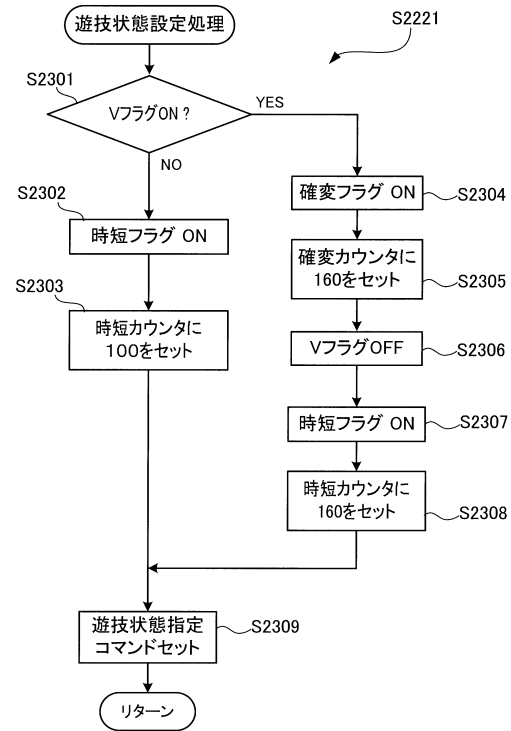 遊技状態設定処理
S2221
S2301
VフラグON?
YES
NO
S2302
時短フラグ ON
S2303
時短カウンタに
100をセット
確変フラグ ON
S2304
確変カウンタに
160をセット
S2305
VフラグOFF
S2306
時短フラグ ON
S2307
時短カウンタに
160をセット
S2308
遊技状態指定
コマンドセット
S2309
リターン